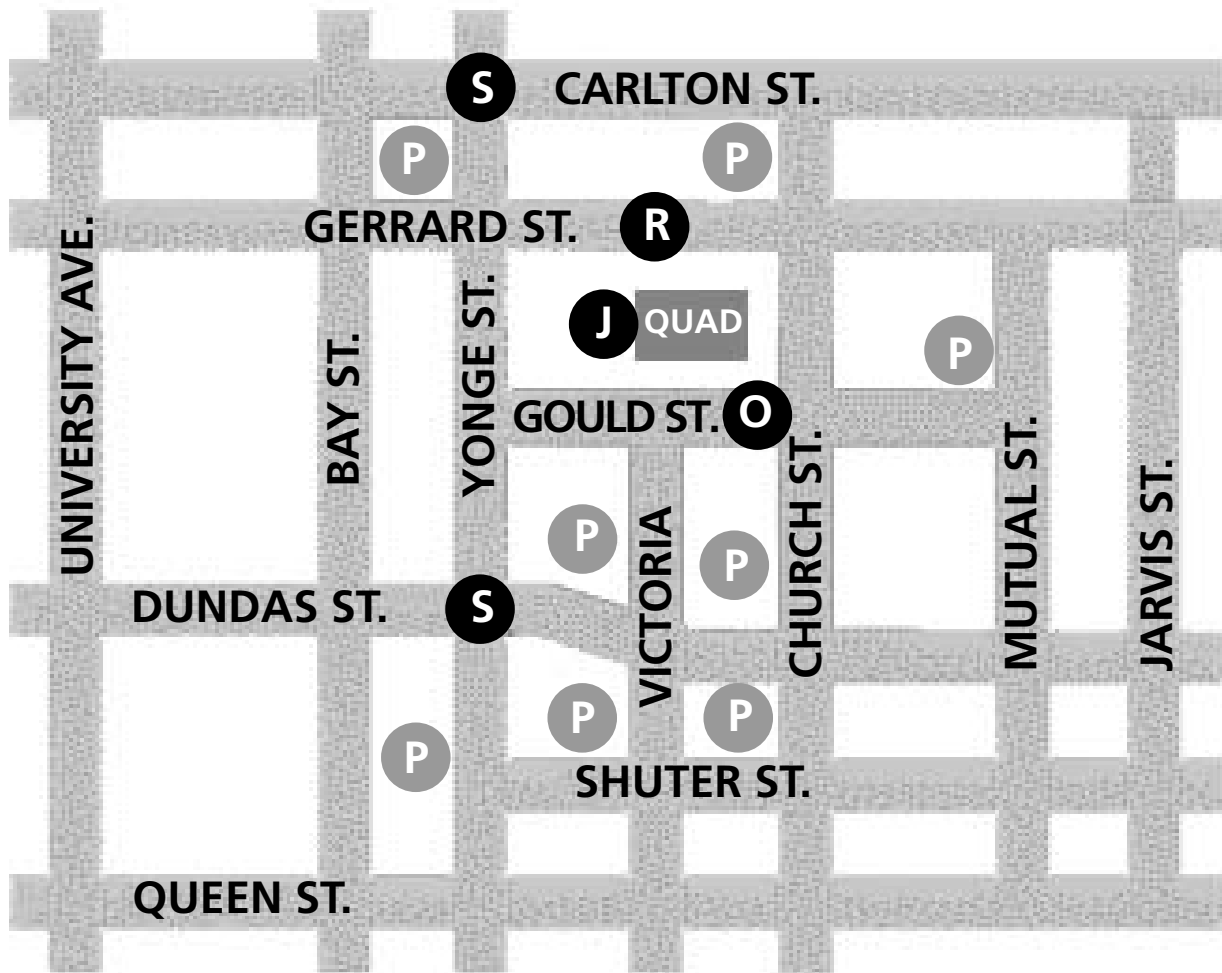 S CARLTON ST.
P P
GERRARD ST. R
UNIVERSITY AVE.
BAY ST.
YONGE ST.
J QUAD
P
GOULD ST. O
CHURCH ST.
MUTUAL ST.
JARVIS ST.
VICTORIA
P P
DUNDAS ST. S
P P
P
SHUTER ST.
QUEEN ST.